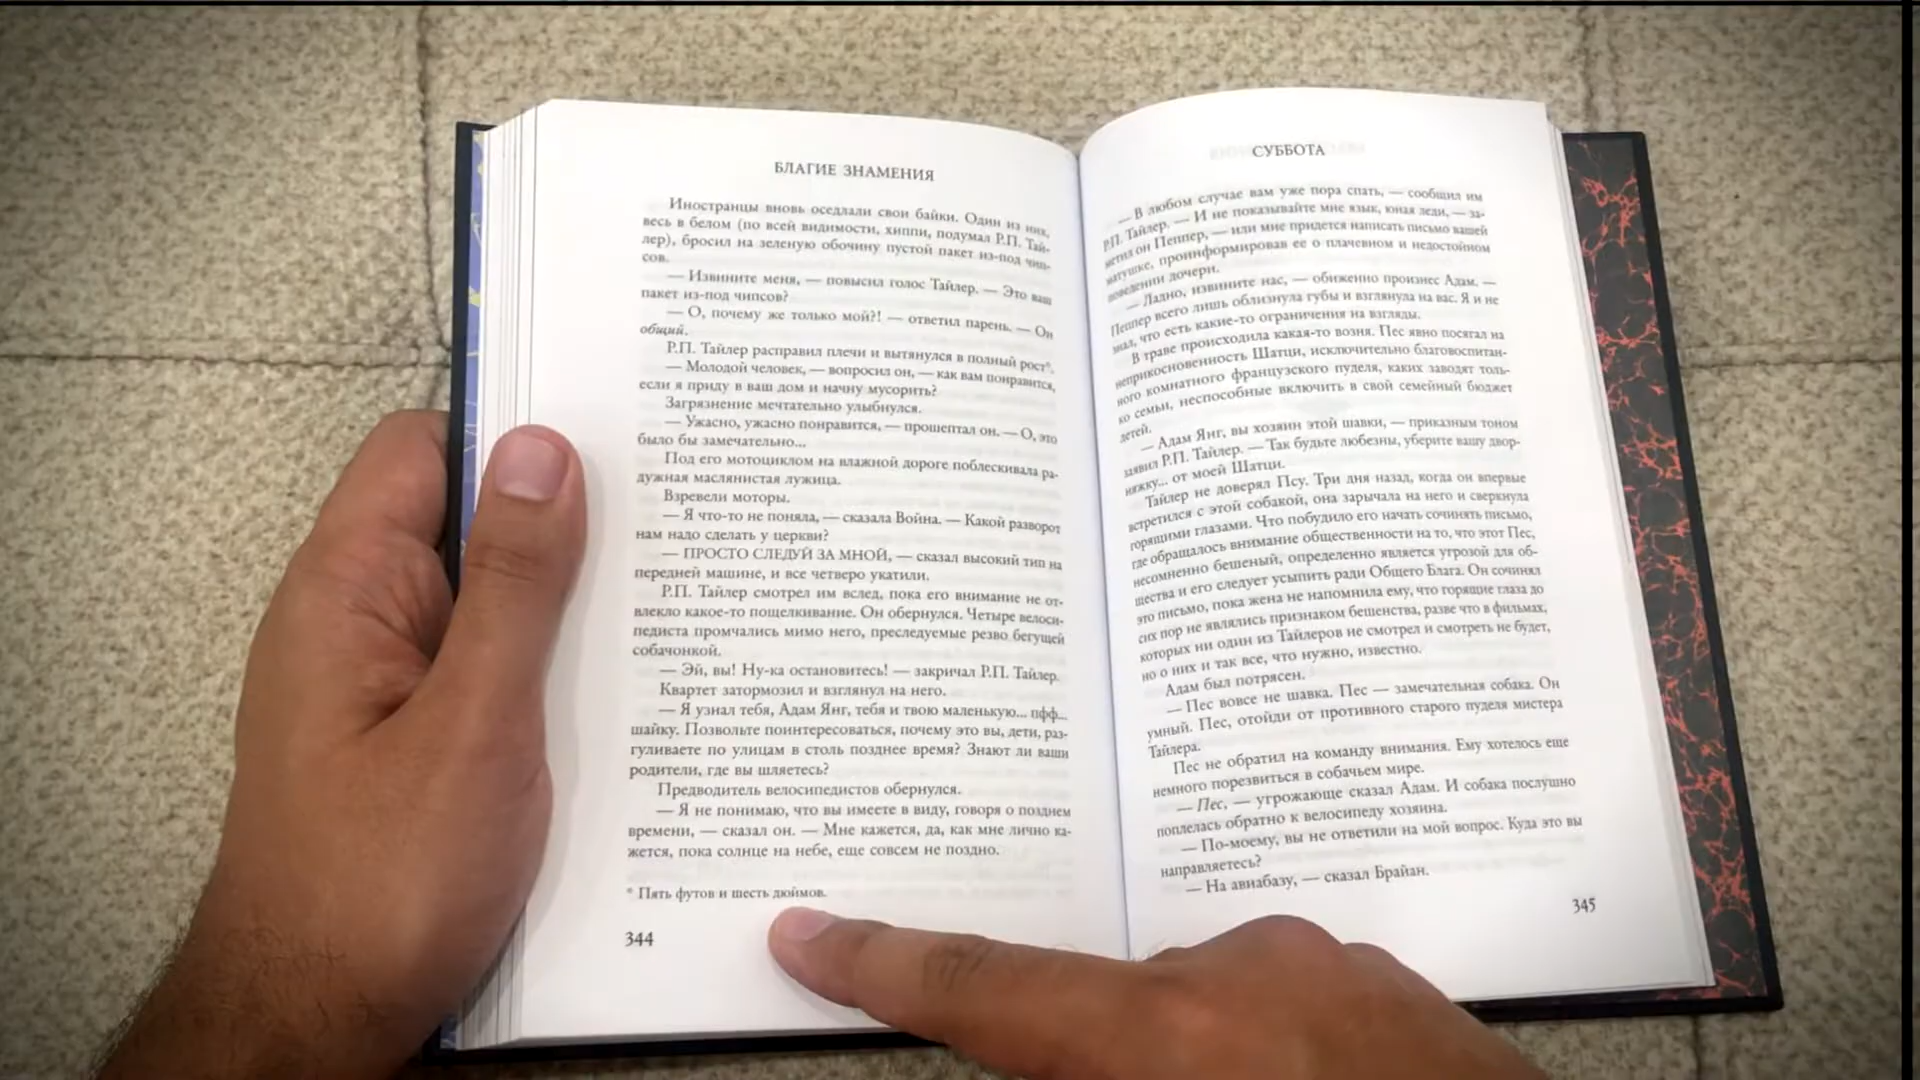 БЛАГИЕ ЗНАМЕНИЯ
Иностранцы вновь оседлали свои байки. Один из них,
весь в белом (по всей видимости, хиппи, подумал Р.П. Тай-
лер), бросил на зеленую обочину пустой пакет из-под чип-
сов.
— Извините меня, — повысил голос Тайлер. — Это ваш
пакет из-под чипсов?
— О, почему же только мой?! — ответил парень. — Он
общий.
Р.П. Тайлер расправил плечи и вытянулся в полный рост*.
— Молодой человек, — вопросил он, — как вам понравится,
если я приду в ваш дом и начну мусорить?
Загрязнение мечтательно улыбнулся.
— Ужасно, ужасно понравится, — прошептал он. — О, это
было бы замечательно...
Под его мотоциклом на влажной дороге поблескивала ра-
дужная маслянистая лужица.
Взревели моторы.
— Я что-то не поняла, — сказала Война. — Какой разворот
нам надо сделать у церкви?
— ПРОСТО СЛЕДУЙ ЗА МНОЙ, — сказал высокий тип на
передней машине, и все четверо укатили.
Р.П. Тайлер смотрел им вслед, пока его внимание не от-
влекло какое-то пощелкивание. Он обернулся. Четыре велоси-
педиста промчались мимо него, преследуемые резво бегущей
собачонкой.
— Эй, вы! Ну-ка остановитесь! — закричал Р.П. Тайлер.
Квартет затормозил и взглянул на него.
— Я узнал тебя, Адам Янг, тебя и твою маленькую... пфф...
шайку. Позвольте поинтересоваться, почему это вы, дети, раз-
гуливаете по улицам в столь позднее время? Знают ли ваши
родители, где вы шляетесь?
Предводитель велосипедистов обернулся.
— Я не понимаю, что вы имеете в виду, говоря о позднем
времени, — сказал он. — Мне кажется, да, как мне лично ка-
жется, пока солнце на небе, еще совсем не поздно.
* Пять футов и шесть дюймов.
344
СУББОТА
— В любом случае вам уже пора спать, — сообщил им
Р.П. Тайлер. — И не показывайте мне язык, юная леди, — за-
метил он Пеппер, — или мне придется написать письмо вашей
матушке, проинформировав ее о плачевном и недостойном
поведении дочери.
— Ладно, извините нас, — обиженно произнес Адам. —
Пеппер всего лишь облизнула губы и взглянула на вас. Я и не
знал, что есть какие-то ограничения на взгляды.
В траве происходила какая-то возня. Пес явно посягал на
неприкосновенность Шатци, исключительно благовоспитан-
ного комнатного французского пуделя, каких заводят толь-
ко семьи, неспособные включить в свой семейный бюджет
детей.
— Адам Янг, вы хозяин этой шавки, — приказным тоном
заявил Р.П. Тайлер. — Так будьте любезны, уберите вашу двор-
няжку... от моей Шатци.
Тайлер не доверял Псу. Три дня назад, когда он впервые
встретился с этой собакой, она зарычала на него и сверкнула
горящими глазами. Что побудило его начать сочинять письмо,
где обращалось внимание общественности на то, что этот Пес,
несомненно бешеный, определенно является угрозой для об-
щества и его следует усыпить ради Общего Блага. Он сочинял
это письмо, пока жена не напомнила ему, что горящие глаза до
сих пор не являлись признаком бешенства, разве что в фильмах,
которых ни один из Тайлеров не смотрел и смотреть не будет,
но о них и так все, что нужно, известно.
Адам был потрясен.
— Пес вовсе не шавка. Пес — замечательная собака. Он
умный. Пес, отойди от противного старого пуделя мистера
Тайлера.
Пес не обратил на команду внимания. Ему хотелось еще
немного порезвиться в собачьем мире.
— Пес, — угрожающе сказал Адам. И собака послушно
поплелась обратно к велосипеду хозяина.
— По-моему, вы не ответили на мой вопрос. Куда это вы
направляетесь?
— На авиабазу, — сказал Брайан.
345